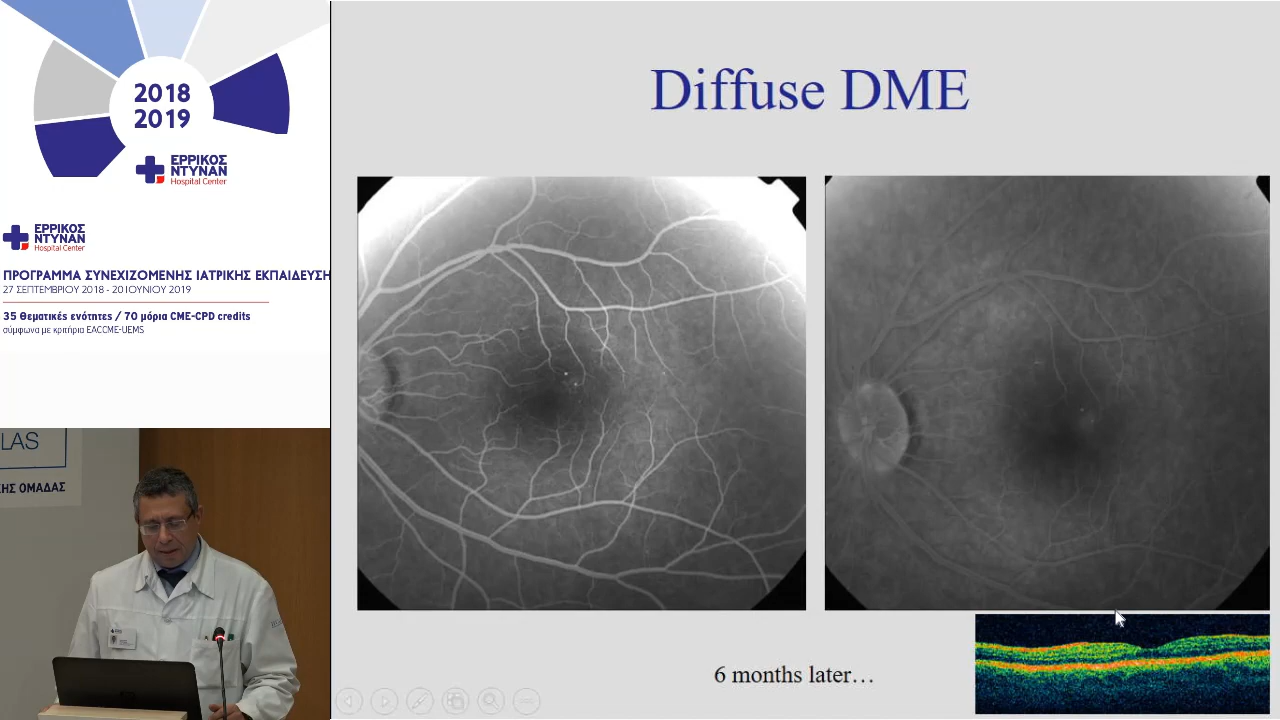 2018
2019
ΕΡΡΙΚΟΣ
ΝΤΥΝΑΝ
Hospital Center
ΕΡΡΙΚΟΣ
ΝΤΥΝΑΝ
Hospital Center
ΠΡΟΓΡΑΜΜΑ ΣΥΝΕΧΙΖΟΜΕΝΗΣ ΙΑΤΡΙΚΗΣ ΕΚΠΑΙΔΕΥΣΗ
27 ΣΕΠΤΕΜΒΡΙΟΥ 2018 - 20 ΙΟΥΝΙΟΥ 2019
35 θεματικές ενότητες / 70 μόρια CME-CPD credits
σύμφωνα με κριτήρια EACCME-UEMS
LAS
ΗΣ ΟΜΑΔΑΣ
Diffuse DME
6 months later…